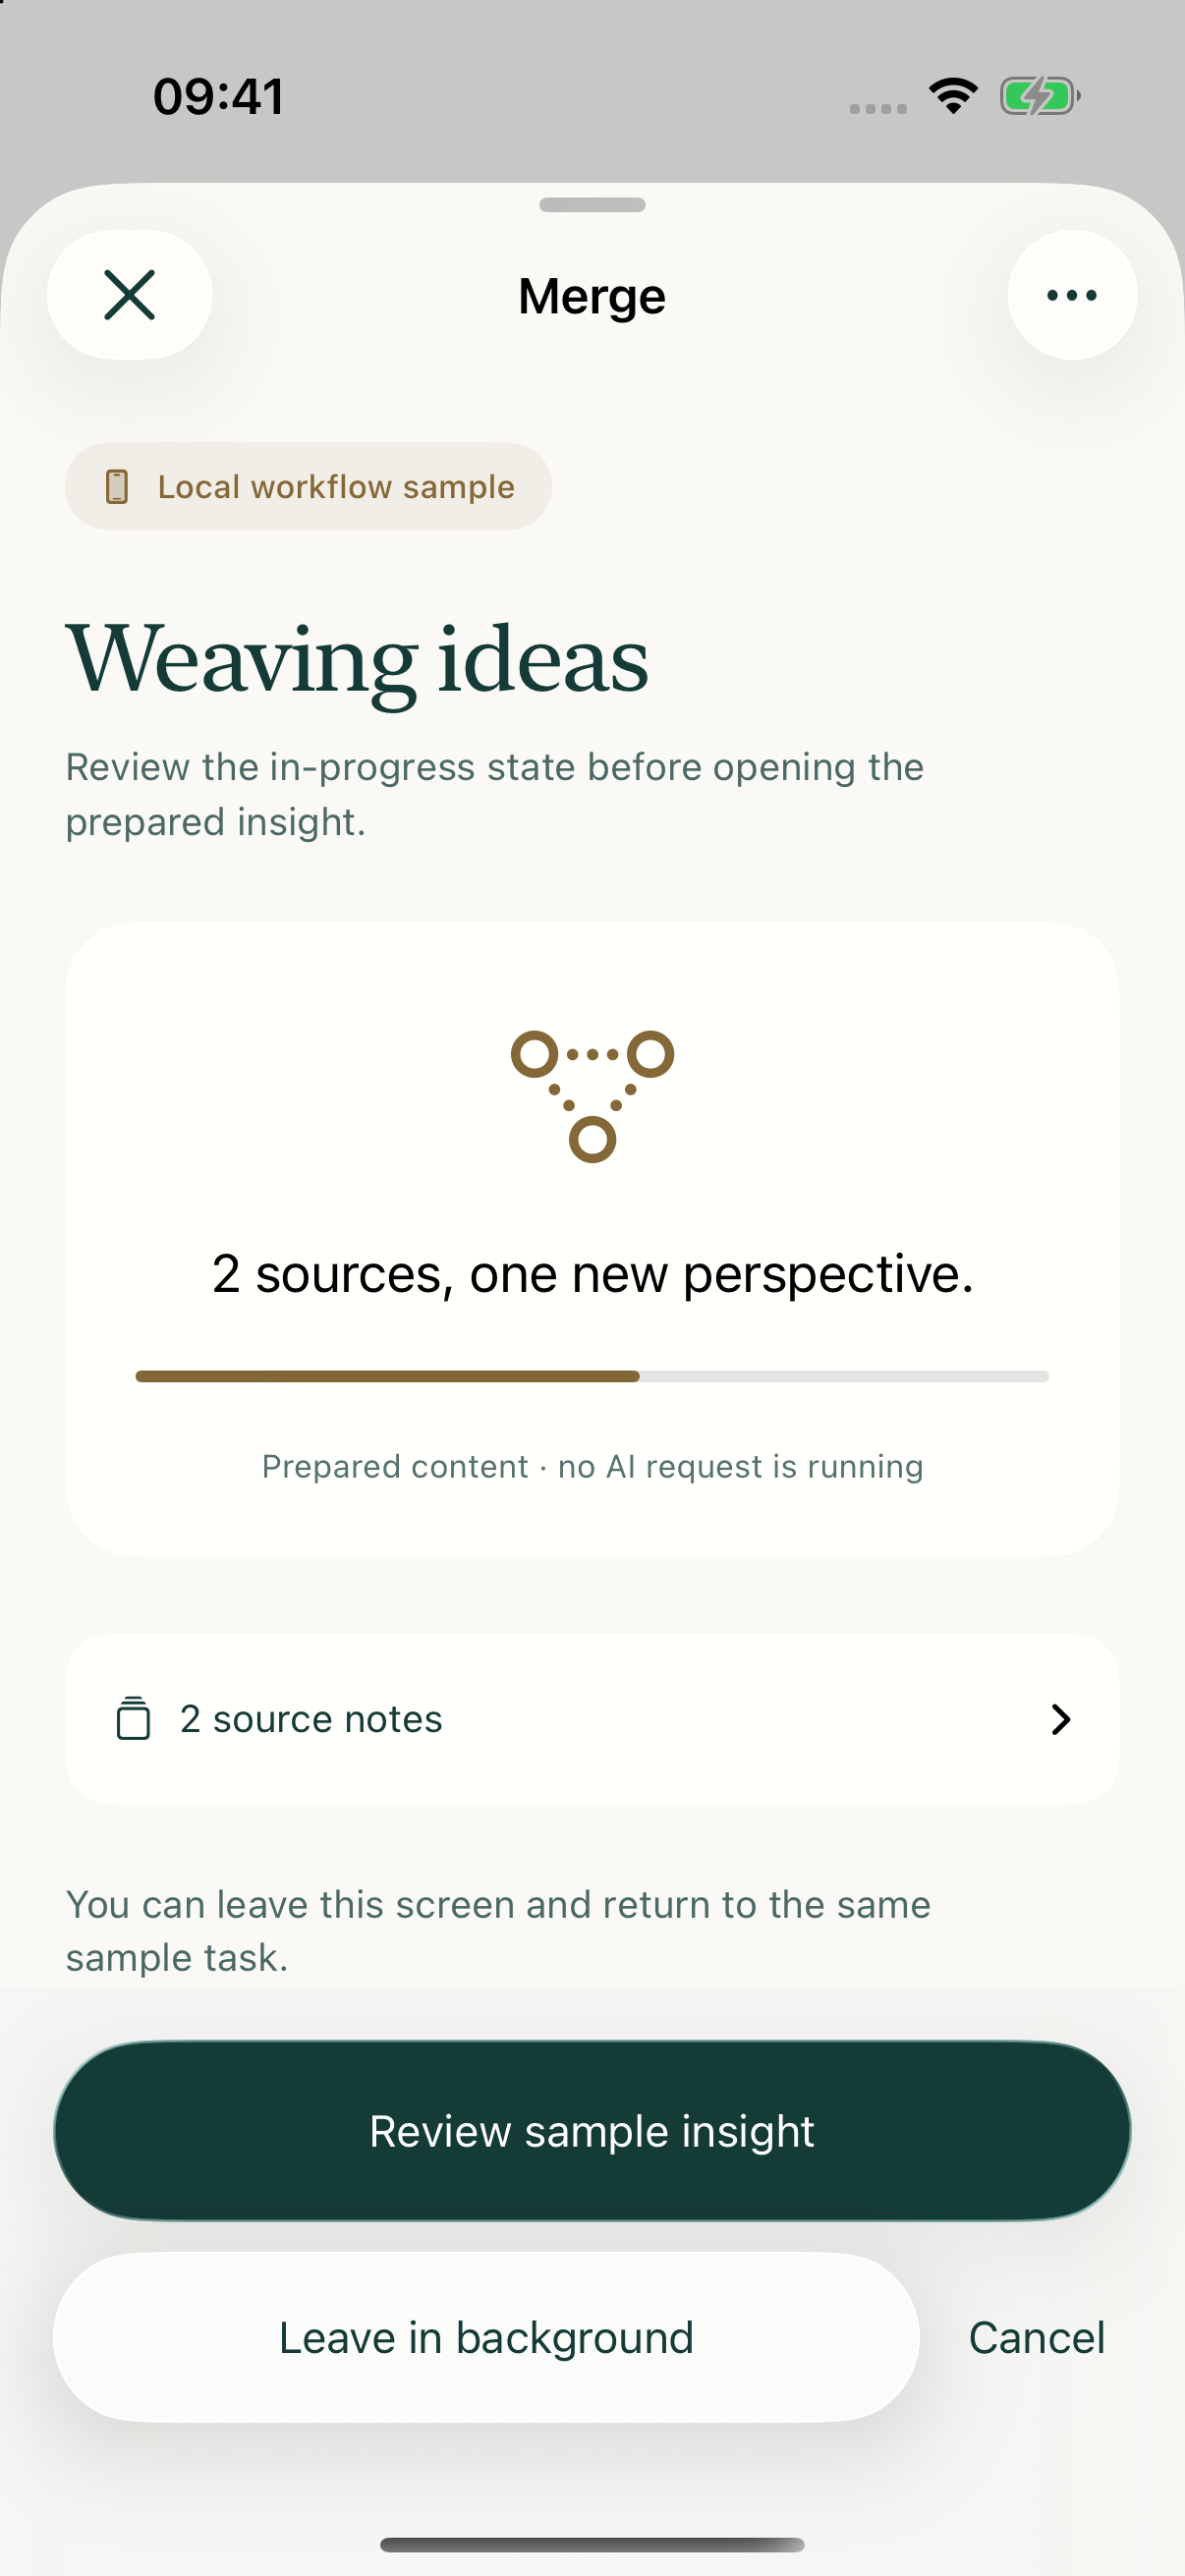 09:41
Merge
Local workflow sample
Weaving ideas
Review the in-progress state before opening the
prepared insight.
2 sources, one new perspective.
Prepared content · no AI request is running
2 source notes
You can leave this screen and return to the same
sample task.
Review sample insight
Leave in background
Cancel